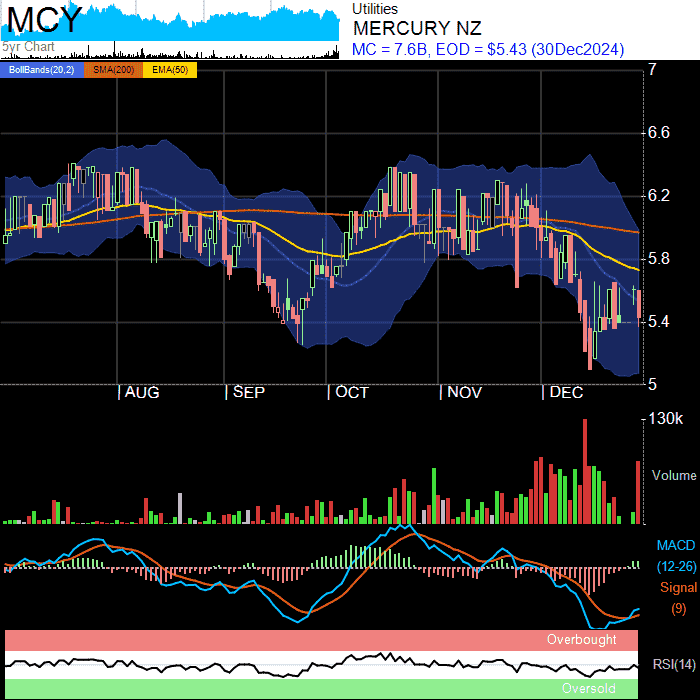 MCY
5yr Chart
Utilities
MERCURY NZ
MC = 7.6B, EOD = $5.43 (30Dec2024)
BollBands(20,2) SMA(200) EMA(50)
7
6.6
6.2
5.8
5.4
5
AUG SEP OCT NOV DEC
130k
Volume
MACD
(12-26)
Signal
(9)
Overbought
RSI(14)
Oversold